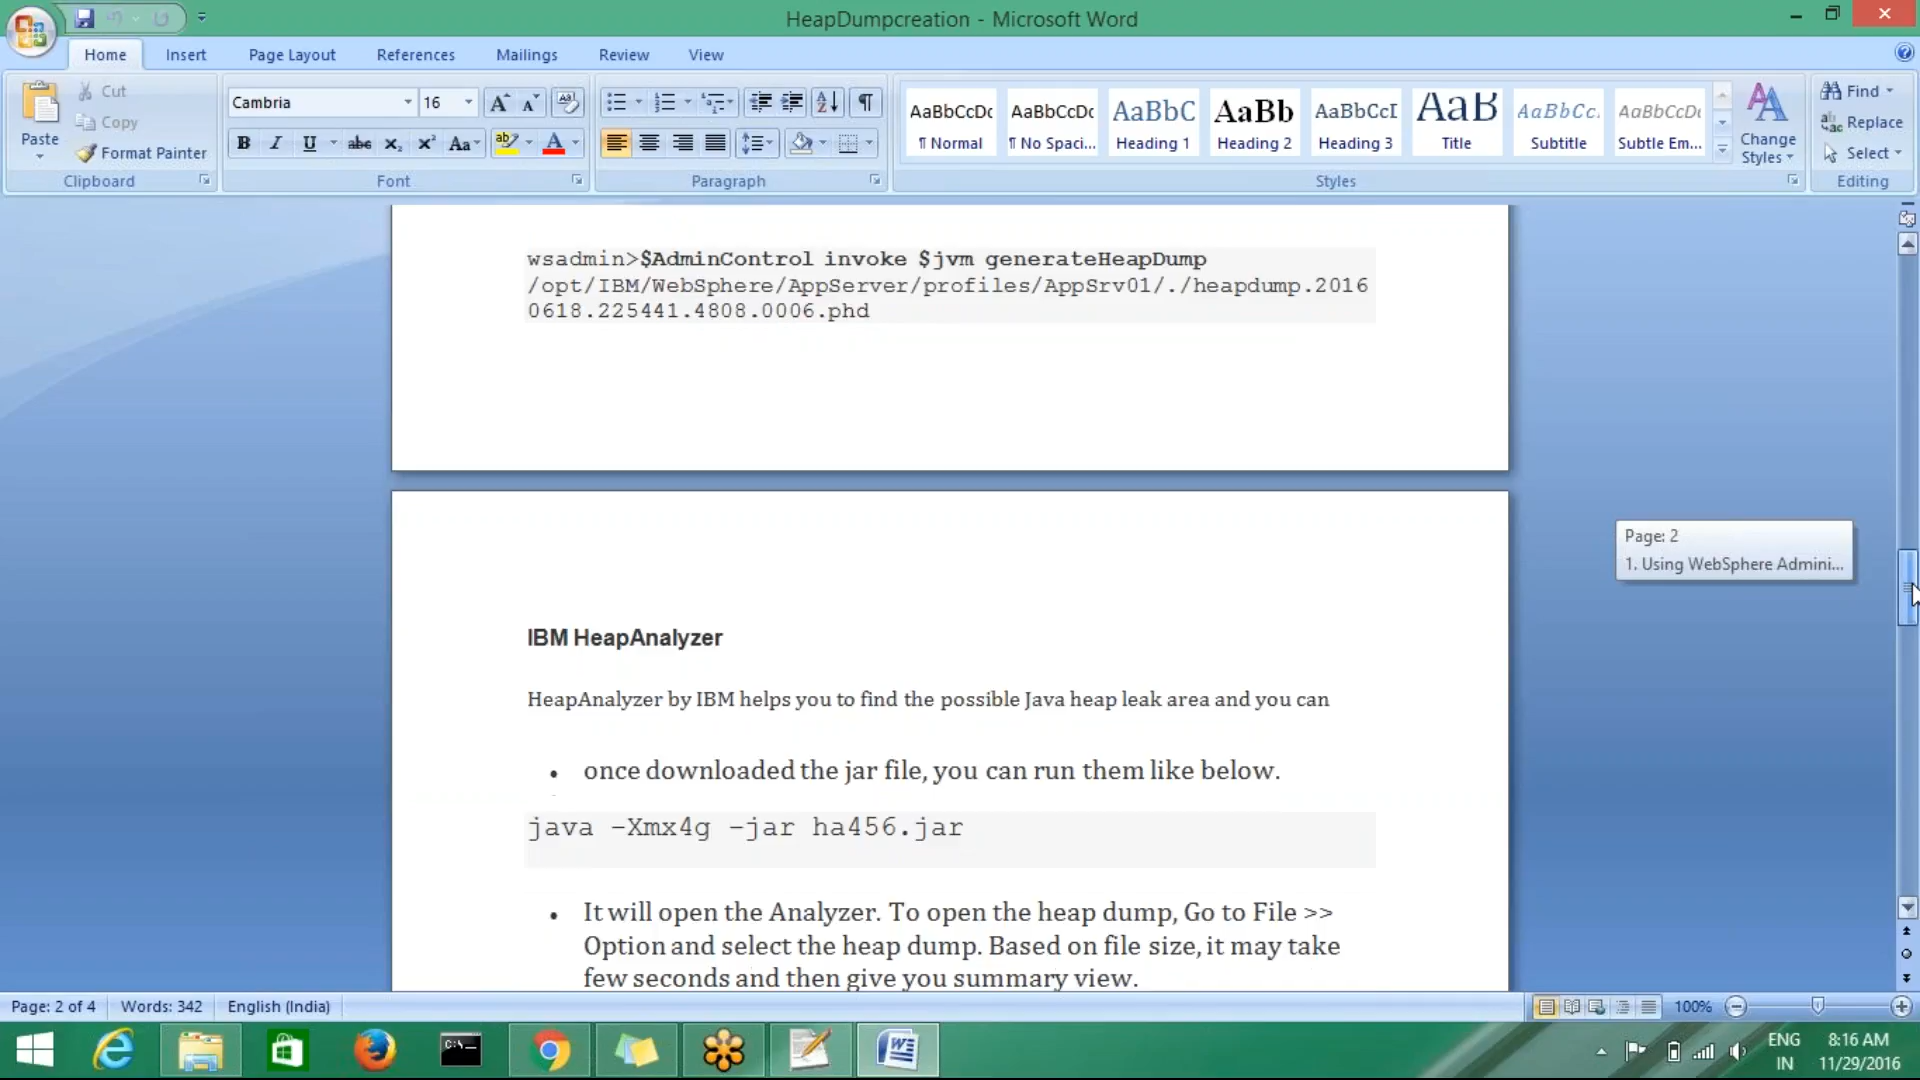 HeapDumpcreation - Microsoft Word
Home Insert Page Layout References Mailings Review View
Paste
Cut
Copy
Format Painter
Clipboard
Cambria 16
Font
Paragraph
AaBbCcDc AaBbCcDc AaBbC AaBb AaBbCcI AaB AaBbCc. AaBbCcDc
¶ Normal ¶ No Spaci... Heading 1 Heading 2 Heading 3 Title Subtitle Subtle Em...
Change
Styles
Styles
Find
Replace
Select
Editing
wsadmin>$AdminControl invoke $jvm generateHeapDump
/opt/IBM/WebSphere/AppServer/profiles/AppSrv01/./heapdump.2016
0618.225441.4808.0006.phd
Page: 2
1. Using WebSphere Admini...
IBM HeapAnalyzer
HeapAnalyzer by IBM helps you to find the possible Java heap leak area and you can
• once downloaded the jar file, you can run them like below.
java -Xmx4g -jar ha456.jar
• It will open the Analyzer. To open the heap dump, Go to File >>
Option and select the heap dump. Based on file size, it may take
few seconds and then give you summary view.
Page: 2 of 4 Words: 342 English (India) 100%
ENG 8:16 AM
IN 11/29/2016